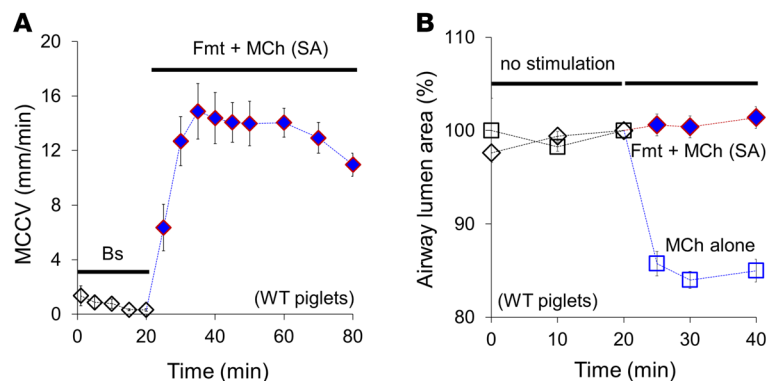 A
MCCV (mm/min)
20
16
12
8
4
0
Fmt + MCh (SA)
Bs
(WT piglets)
0
20
40
60
80
Time (min)
B
Airway lumen area (%)
110
100
90
80
no stimulation
Fmt + MCh (SA)
MCh alone
(WT piglets)
0
10
20
30
40
Time (min)